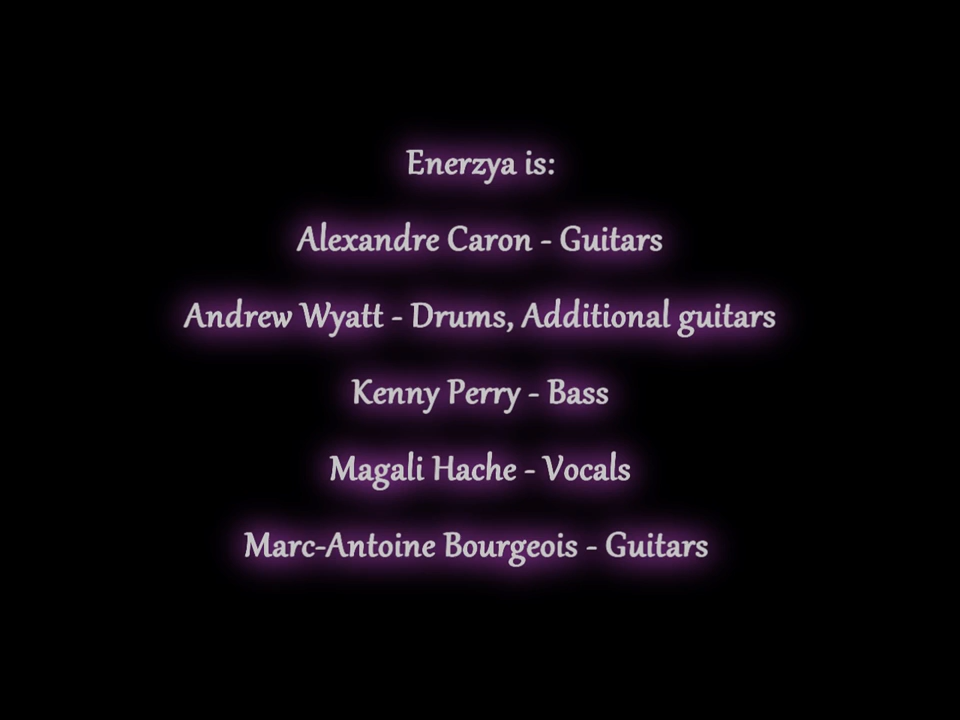 Enerzya is:
Alexandre Caron - Guitars
Andrew Wyatt - Drums, Additional guitars
Kenny Perry - Bass
Magali Hache - Vocals
Marc-Antoine Bourgeois - Guitars